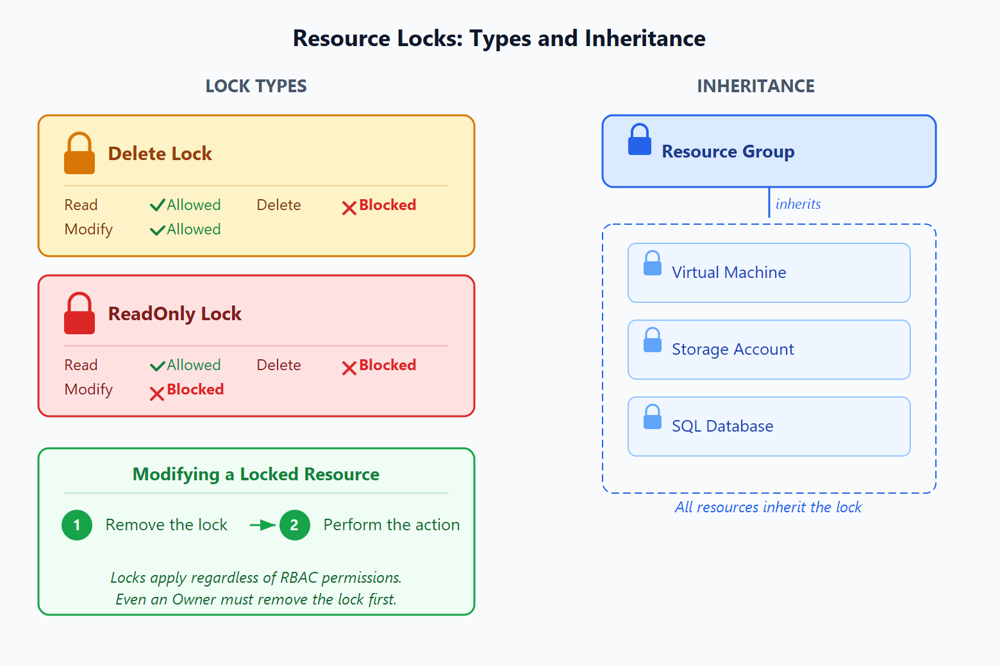 Resource Locks: Types and Inheritance
LOCK TYPES
Delete Lock
Read Allowed Delete Blocked
Modify Allowed
ReadOnly Lock
Read Allowed Delete Blocked
Modify Blocked
Modifying a Locked Resource
1 Remove the lock 2 Perform the action
Locks apply regardless of RBAC permissions.
Even an Owner must remove the lock first.
INHERITANCE
Resource Group
inherits
Virtual Machine
Storage Account
SQL Database
All resources inherit the lock